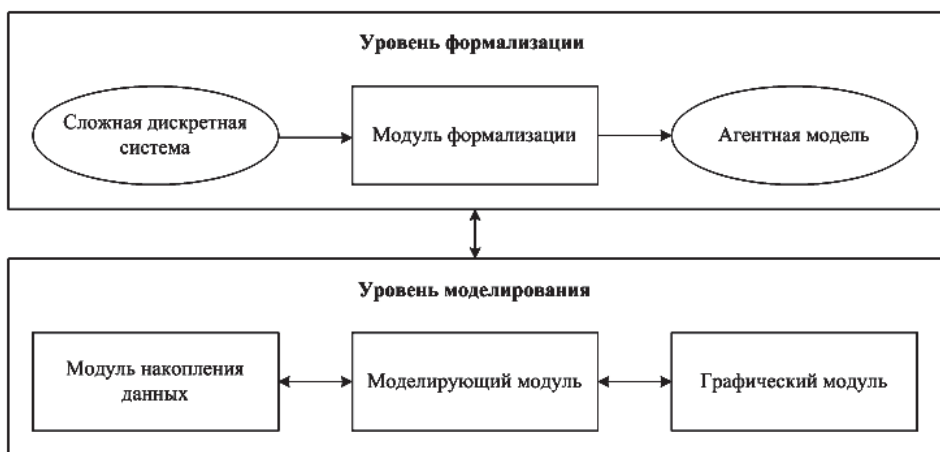 Уровень формализации
Сложная дискретная
система
Модуль формализации
Агентная модель
Уровень моделирования
Модуль накопления
данных
Моделирующий модуль
Графический модуль